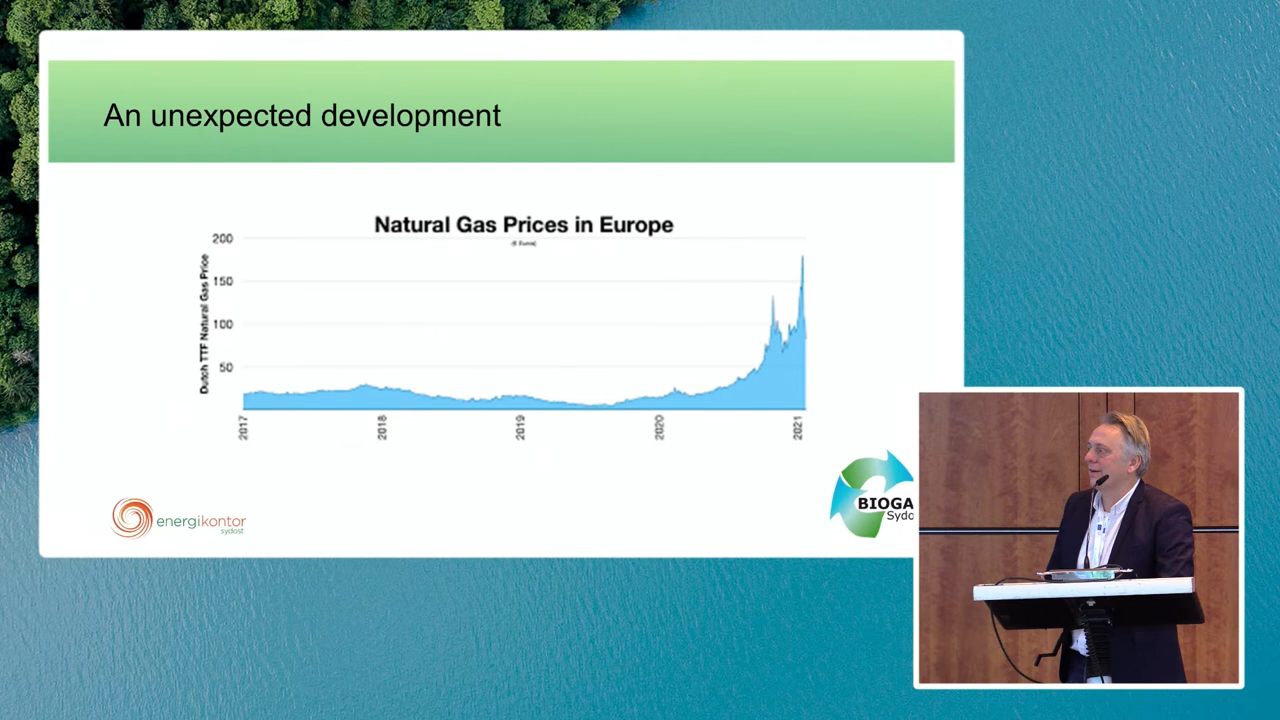 An unexpected development
Natural Gas Prices in Europe
(€ Euros)
Dutch TTF Natural Gas Price
200
150
100
50
2017
2018
2019
2020
2021
energikontor
sydost
BIOGA
Sydo